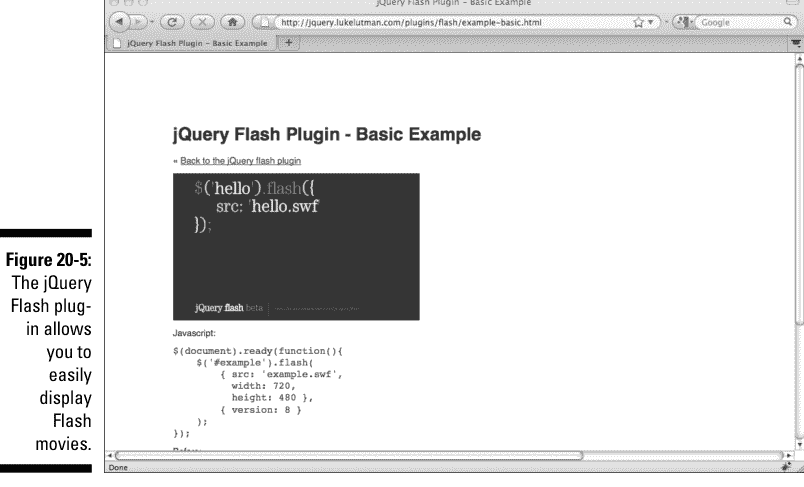 jQuery Flash Plugin – Basic Example
http://jquery.lukelutman.com/plugins/flash/example-basic.html
Google
jQuery Flash Plugin – Basic Example
jQuery Flash Plugin - Basic Example
« Back to the jQuery flash plugin
$('hello').flash({
src: 'hello.swf'
});
jQuery flash beta
Javascript:
$(document).ready(function(){
$('#example').flash(
{ src: 'example.swf',
width: 720,
height: 480 },
{ version: 8 }
);
});
Done
Figure 20-5:
The jQuery
Flash plug-
in allows
you to
easily
display
Flash
movies.